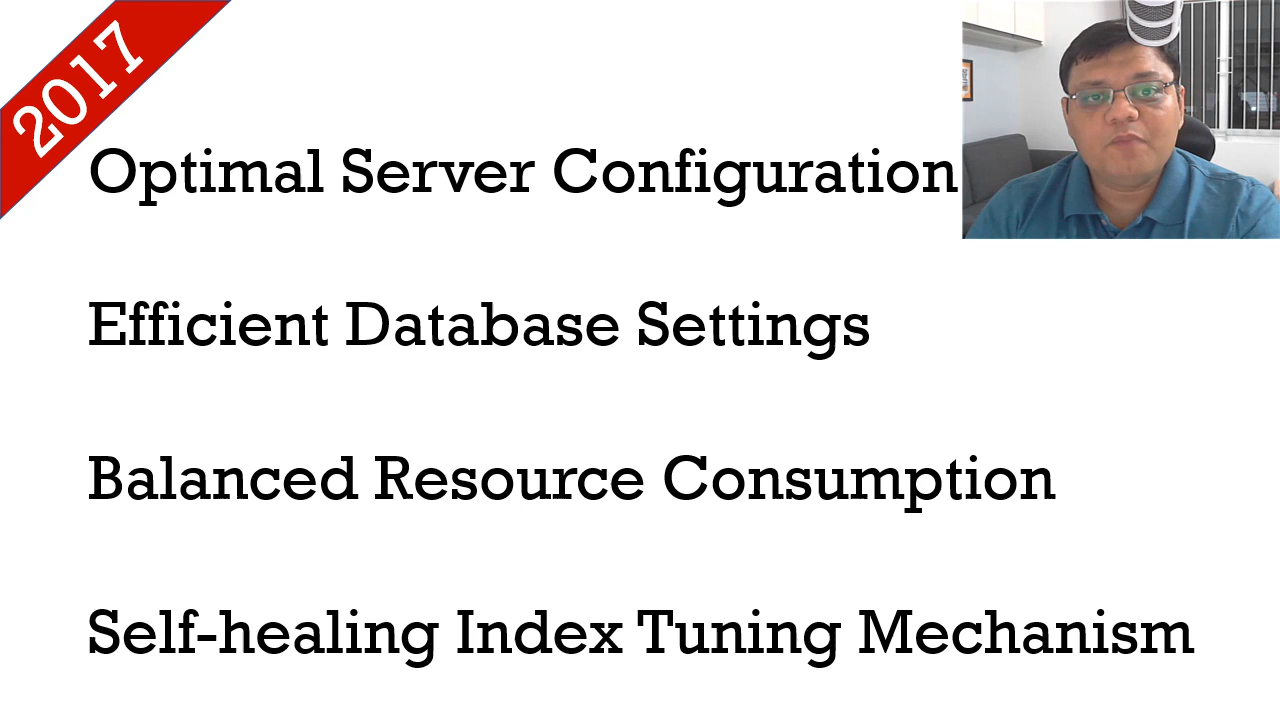 2017
Optimal Server Configuration
Efficient Database Settings
Balanced Resource Consumption
Self-healing Index Tuning Mechanism